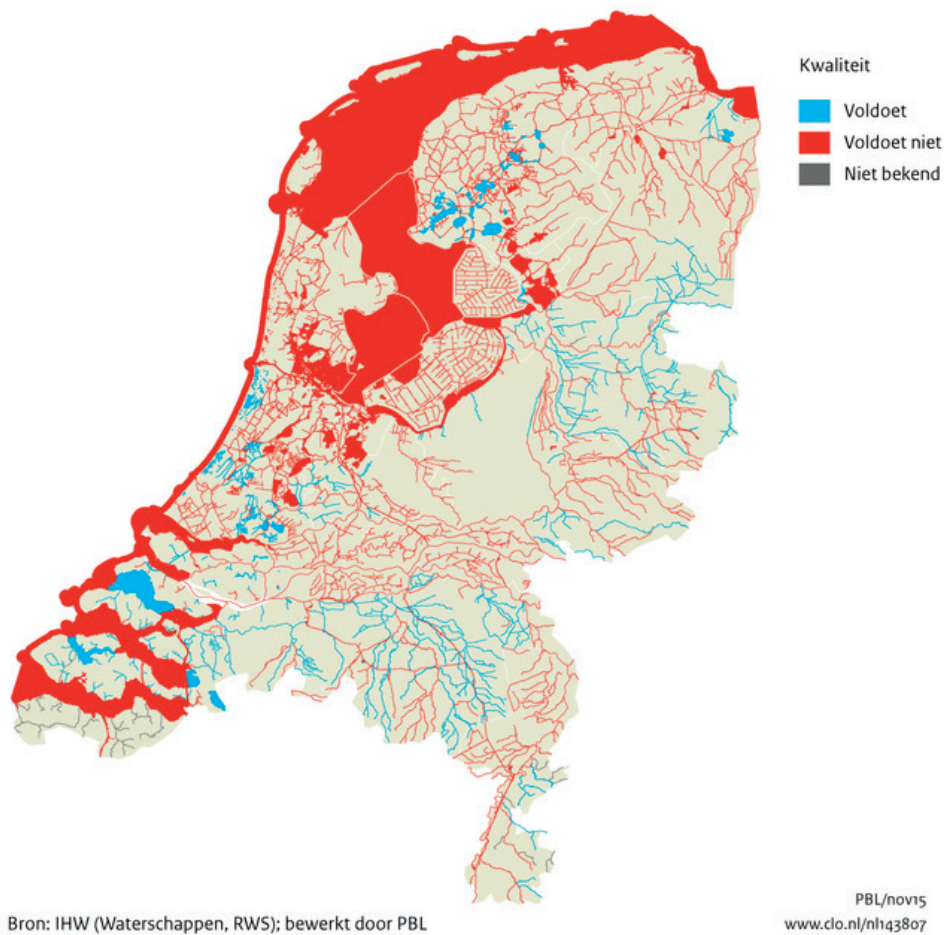 Kwaliteit
Voldoet
Voldoet niet
Niet bekend
PBL/nov15
Bron: IHW (Waterschappen, RWS); bewerkt door PBL
www.clo.nl/nl143807